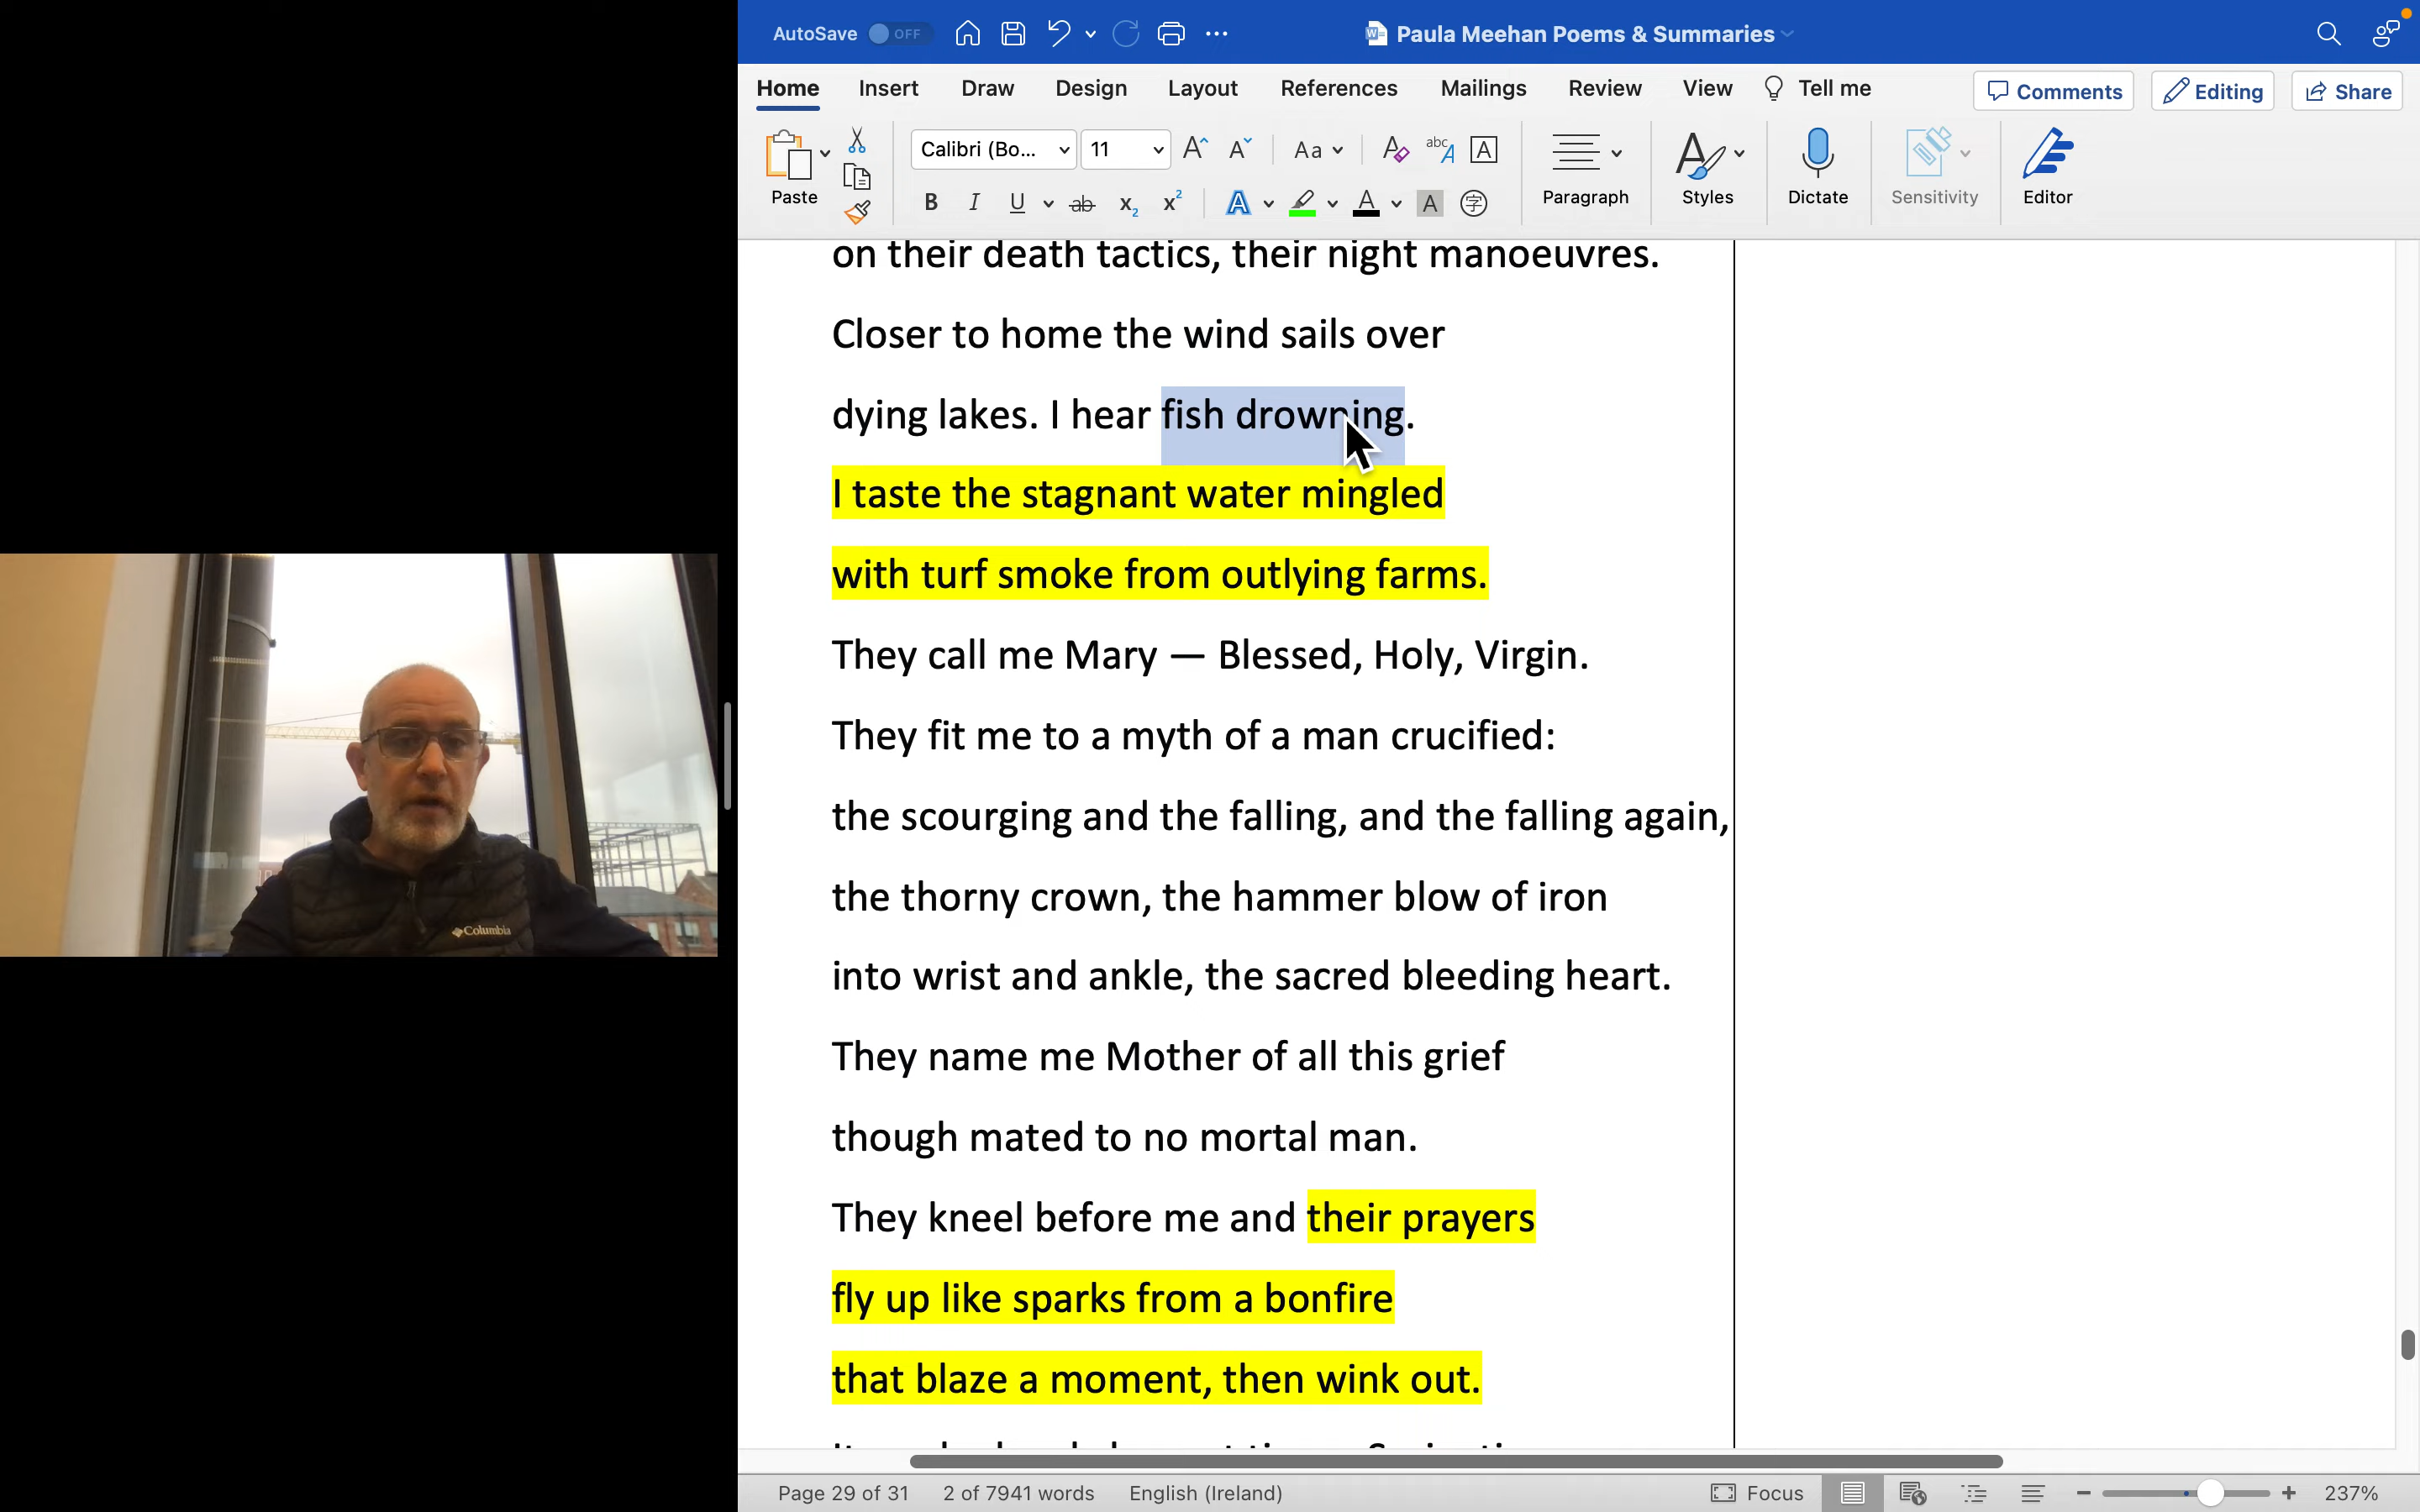 AutoSave OFF
Paula Meehan Poems & Summaries
Home Insert Draw Design Layout References Mailings Review View Tell me
Comments Editing Share
Calibri (Bo... 11
Paste
Paragraph Styles Dictate Sensitivity Editor
on their death tactics, their night manoeuvres.
Closer to home the wind sails over
dying lakes. I hear fish drowning.
I taste the stagnant water mingled
with turf smoke from outlying farms.
They call me Mary — Blessed, Holy, Virgin.
They fit me to a myth of a man crucified:
the scourging and the falling, and the falling again,
the thorny crown, the hammer blow of iron
into wrist and ankle, the sacred bleeding heart.
They name me Mother of all this grief
though mated to no mortal man.
They kneel before me and their prayers
fly up like sparks from a bonfire
that blaze a moment, then wink out.
Columbia
Page 29 of 31 2 of 7941 words English (Ireland) Focus 237%